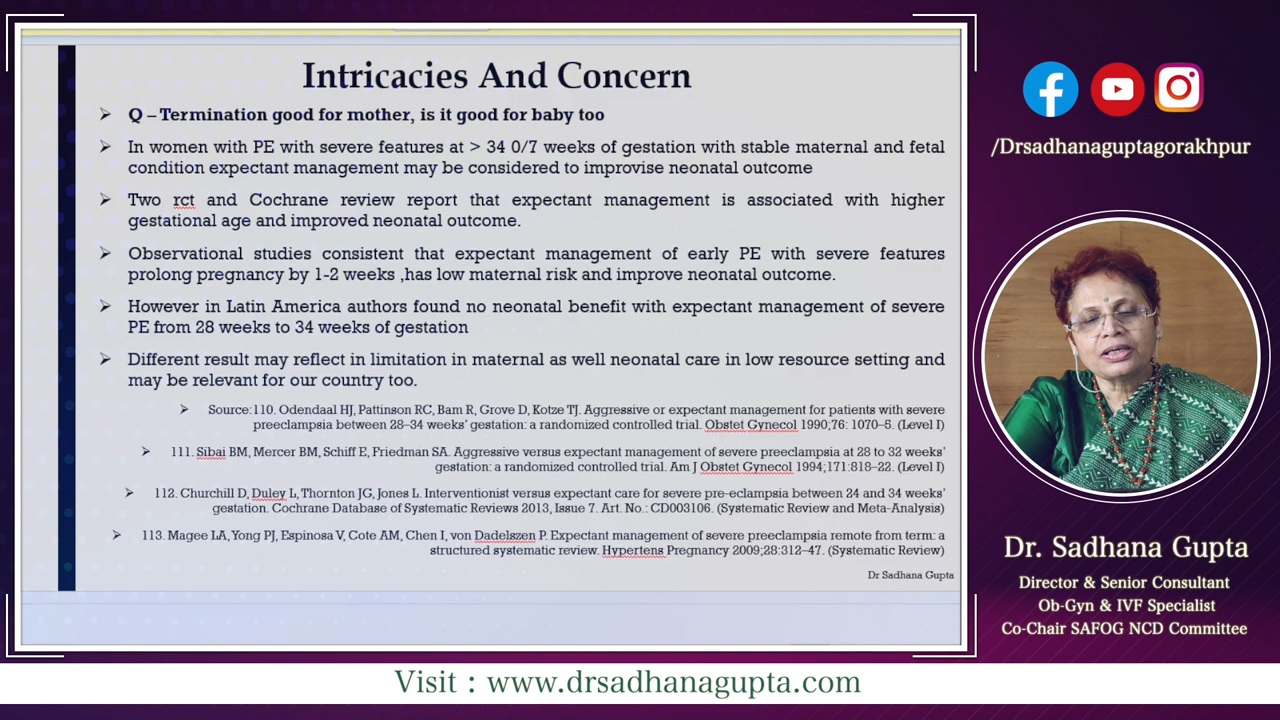 Intricacies And Concern
➢ Q – Termination good for mother, is it good for baby too
➢ In women with PE with severe features at > 34 0/7 weeks of gestation with stable maternal and fetal
condition expectant management may be considered to improvise neonatal outcome
➢ Two rct and Cochrane review report that expectant management is associated with higher
gestational age and improved neonatal outcome.
➢ Observational studies consistent that expectant management of early PE with severe features
prolong pregnancy by 1-2 weeks ,has low maternal risk and improve neonatal outcome.
➢ However in Latin America authors found no neonatal benefit with expectant management of severe
PE from 28 weeks to 34 weeks of gestation
➢ Different result may reflect in limitation in maternal as well neonatal care in low resource setting and
may be relevant for our country too.
➢ Source:110. Odendaal HJ, Pattinson RC, Bam R, Grove D, Kotze TJ. Aggressive or expectant management for patients with severe
preeclampsia between 28–34 weeks' gestation: a randomized controlled trial. Obstet Gynecol 1990;76: 1070–5. (Level I)
➢ 111. Sibai BM, Mercer BM, Schiff E, Friedman SA. Aggressive versus expectant management of severe preeclampsia at 28 to 32 weeks'
gestation: a randomized controlled trial. Am J Obstet Gynecol 1994;171:818–22. (Level I)
➢ 112. Churchill D, Duley L, Thornton JG, Jones L. Interventionist versus expectant care for severe pre-eclampsia between 24 and 34 weeks'
gestation. Cochrane Database of Systematic Reviews 2013, Issue 7. Art. No.: CD003106. (Systematic Review and Meta-Analysis)
➢ 113. Magee LA, Yong PJ, Espinosa V, Cote AM, Chen I, von Dadelszen P. Expectant management of severe preeclampsia remote from term: a
structured systematic review. Hypertens Pregnancy 2009;28:312–47. (Systematic Review)
Dr Sadhana Gupta
/Drsadhanaguptagorakhpur
Dr. Sadhana Gupta
Director & Senior Consultant
Ob-Gyn & IVF Specialist
Co-Chair SAFOG NCD Committee
Visit : www.drsadhanagupta.com